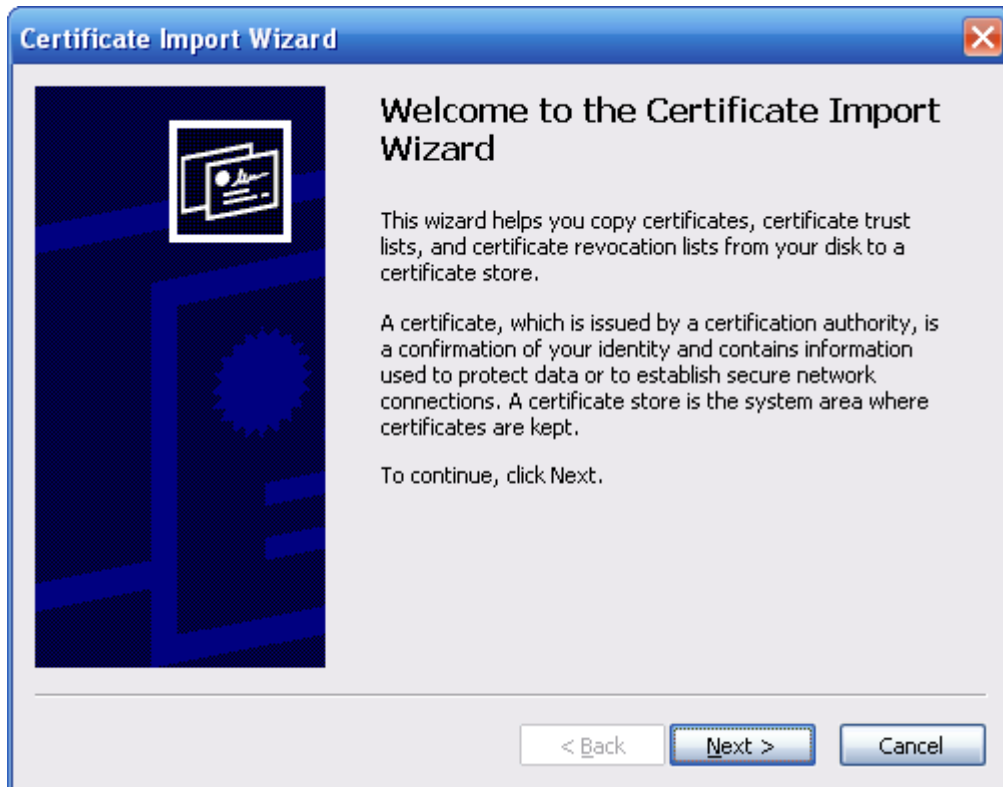 Certificate Import Wizard
Welcome to the Certificate Import
Wizard
This wizard helps you copy certificates, certificate trust
lists, and certificate revocation lists from your disk to a
certificate store.
A certificate, which is issued by a certification authority, is
a confirmation of your identity and contains information
used to protect data or to establish secure network
connections. A certificate store is the system area where
certificates are kept.
To continue, click Next.
< Back
Next >
Cancel